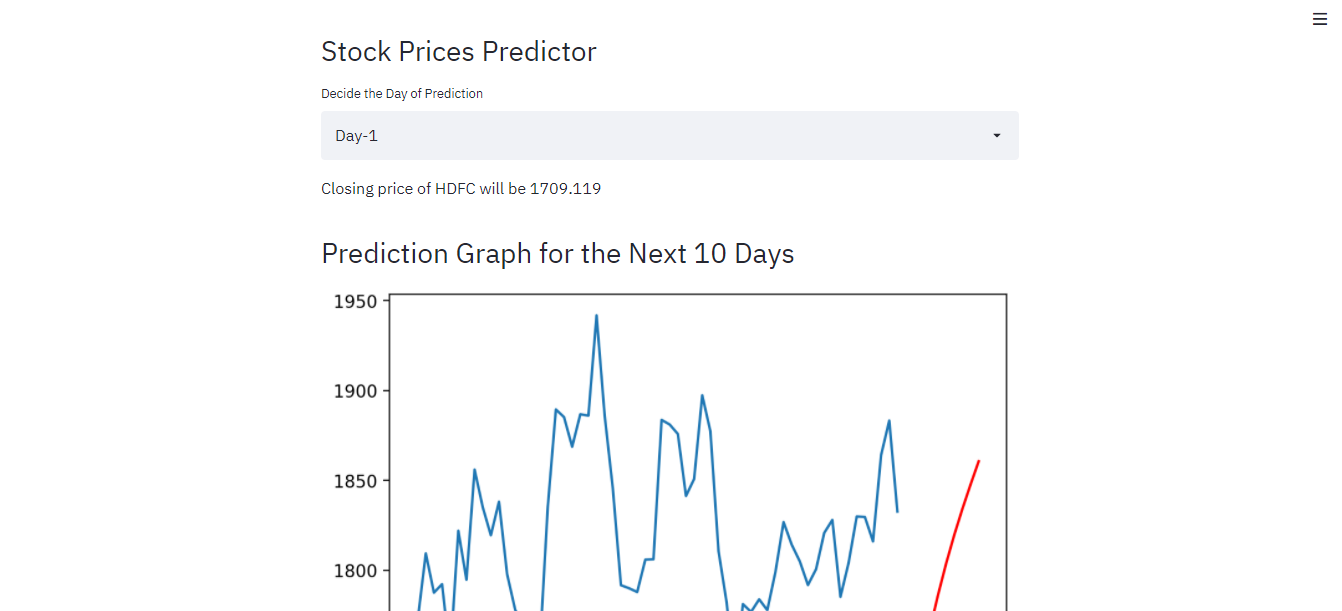 Stock Prices Predictor
Decide the Day of Prediction
Day-1
Closing price of HDFC will be 1709.119
Prediction Graph for the Next 10 Days
1950
1900
1850
1800